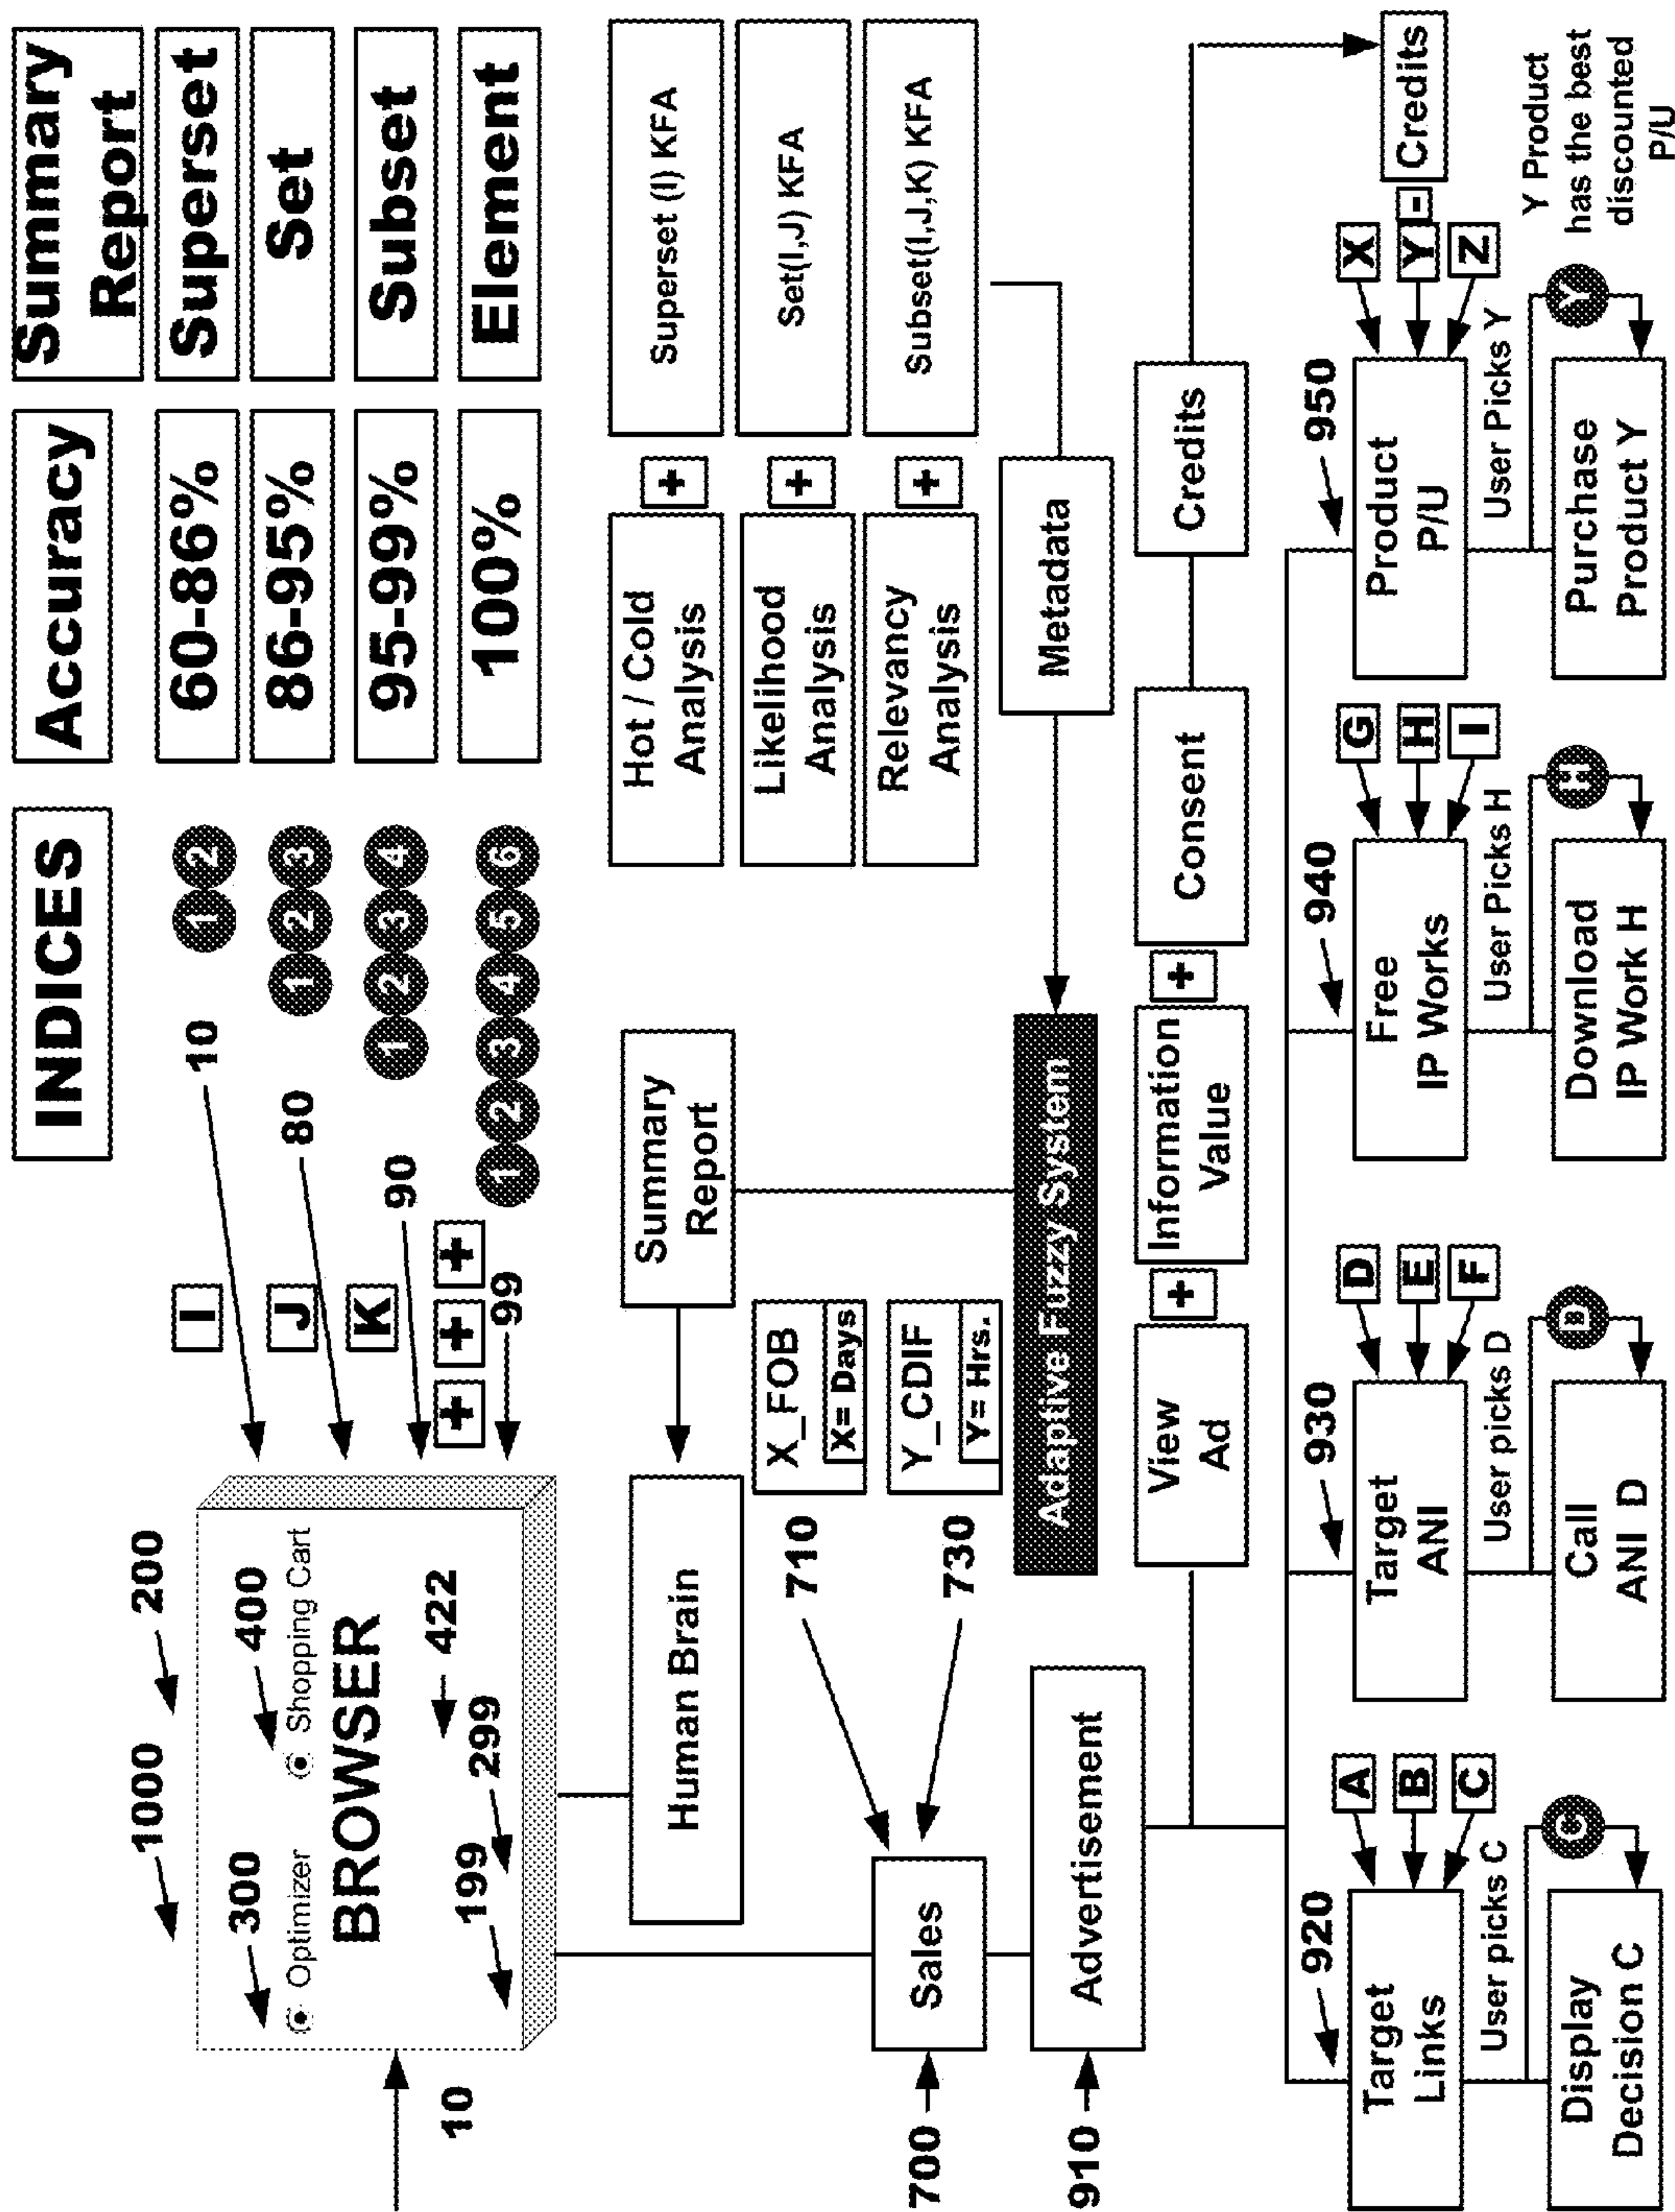 INDICES
Accuracy
Summary
Report
1000
200
10
I
1 2
60-86%
Superset
300
400
Optimizer
Shopping Cart
80
J
1 2 3
86-95%
Set
BROWSER
10
90
K
1 2 3 4
95-99%
Subset
422
199
299
+ + +
99
1 2 3 4 5 6
100%
Element
Human Brain
Summary
Report
Hot / Cold
Analysis
+
Superset (I) KFA
X_FOB
X= Days
710
Likelihood
Analysis
+
Set(I,J) KFA
Y_CDIF
Y= Hrs.
730
Relevancy
Analysis
+
Subset(I,J,K) KFA
700
Sales
Adaptive Fuzzy System
Metadata
910
Advertisement
View
Ad
+
Information
Value
+
Consent
Credits
920
930
940
950
Target
Links
A
B
C
Target
ANI
D
E
F
Free
IP Works
G
H
I
Product
P/U
X
Y
Z
-
Credits
User picks C
User picks D
User Picks H
User Picks Y
Y Product
has the best
discounted
P/U
H
Y
Display
Decision C
Call
ANI D
Download
IP Work H
Purchase
Product Y